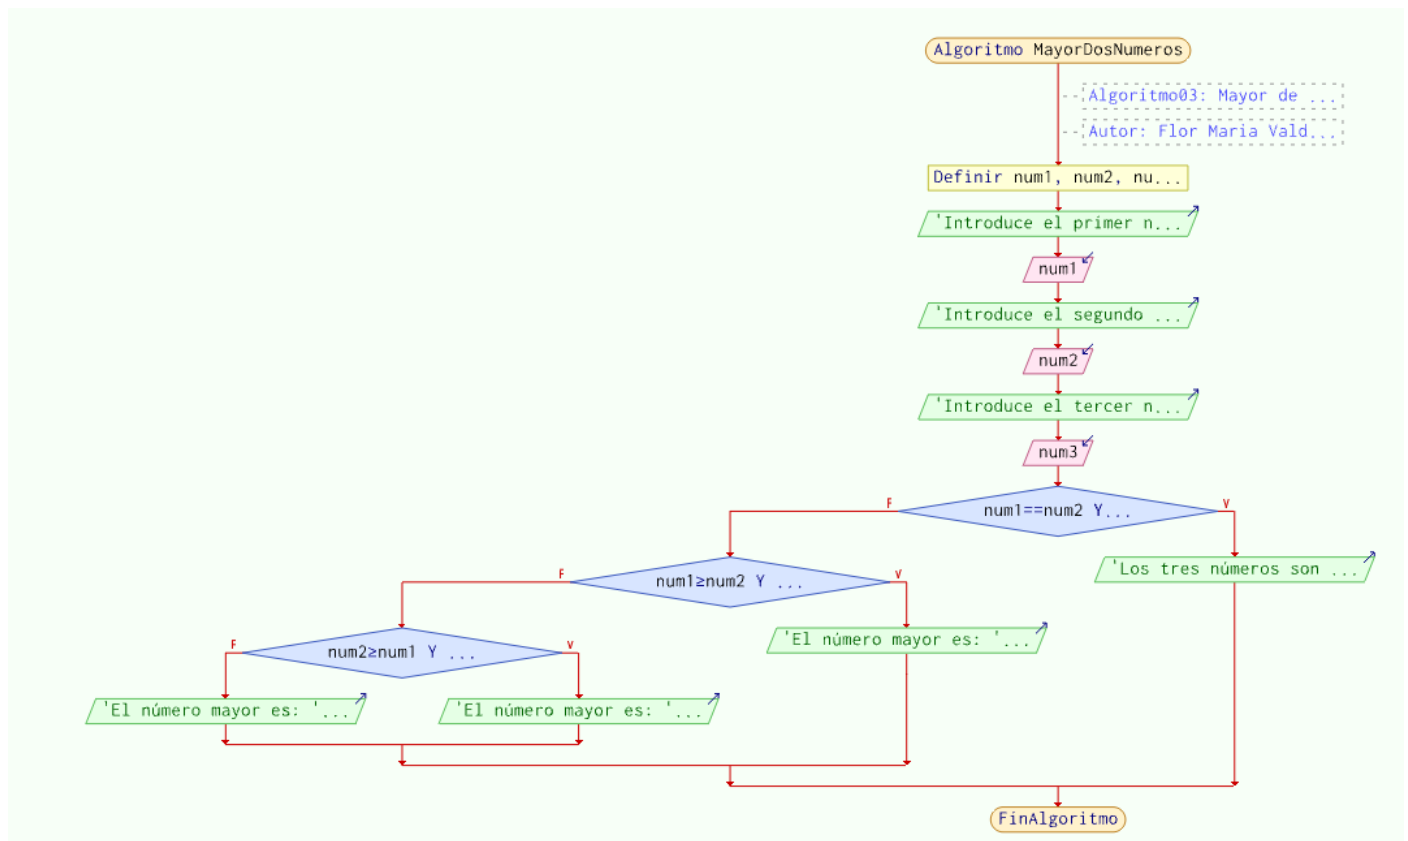 Algoritmo MayorDosNumeros
Algoritmo03: Mayor de ...
Autor: Flor Maria Vald...
Definir num1, num2, nu...
'Introduce el primer n...
num1
'Introduce el segundo ...
num2
'Introduce el tercer n...
num3
F
num1==num2 Y...
V
F
num1≥num2 Y ...
V
'Los tres números son ...
F
num2≥num1 Y ...
V
'El número mayor es: '...
'El número mayor es: '...
'El número mayor es: '...
FinAlgoritmo